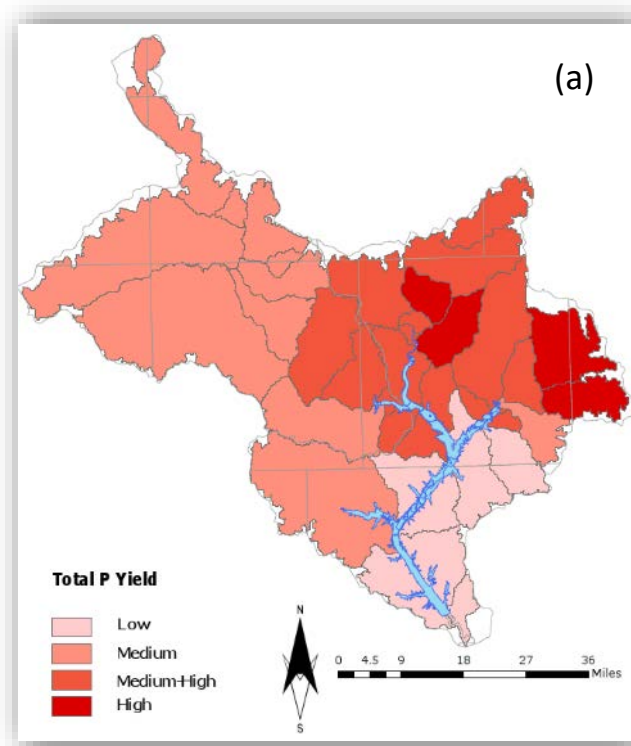 (a)
Total P Yield
Low
Medium
Medium-High
High
N
S
0 4.5 9 18 27 36
Miles